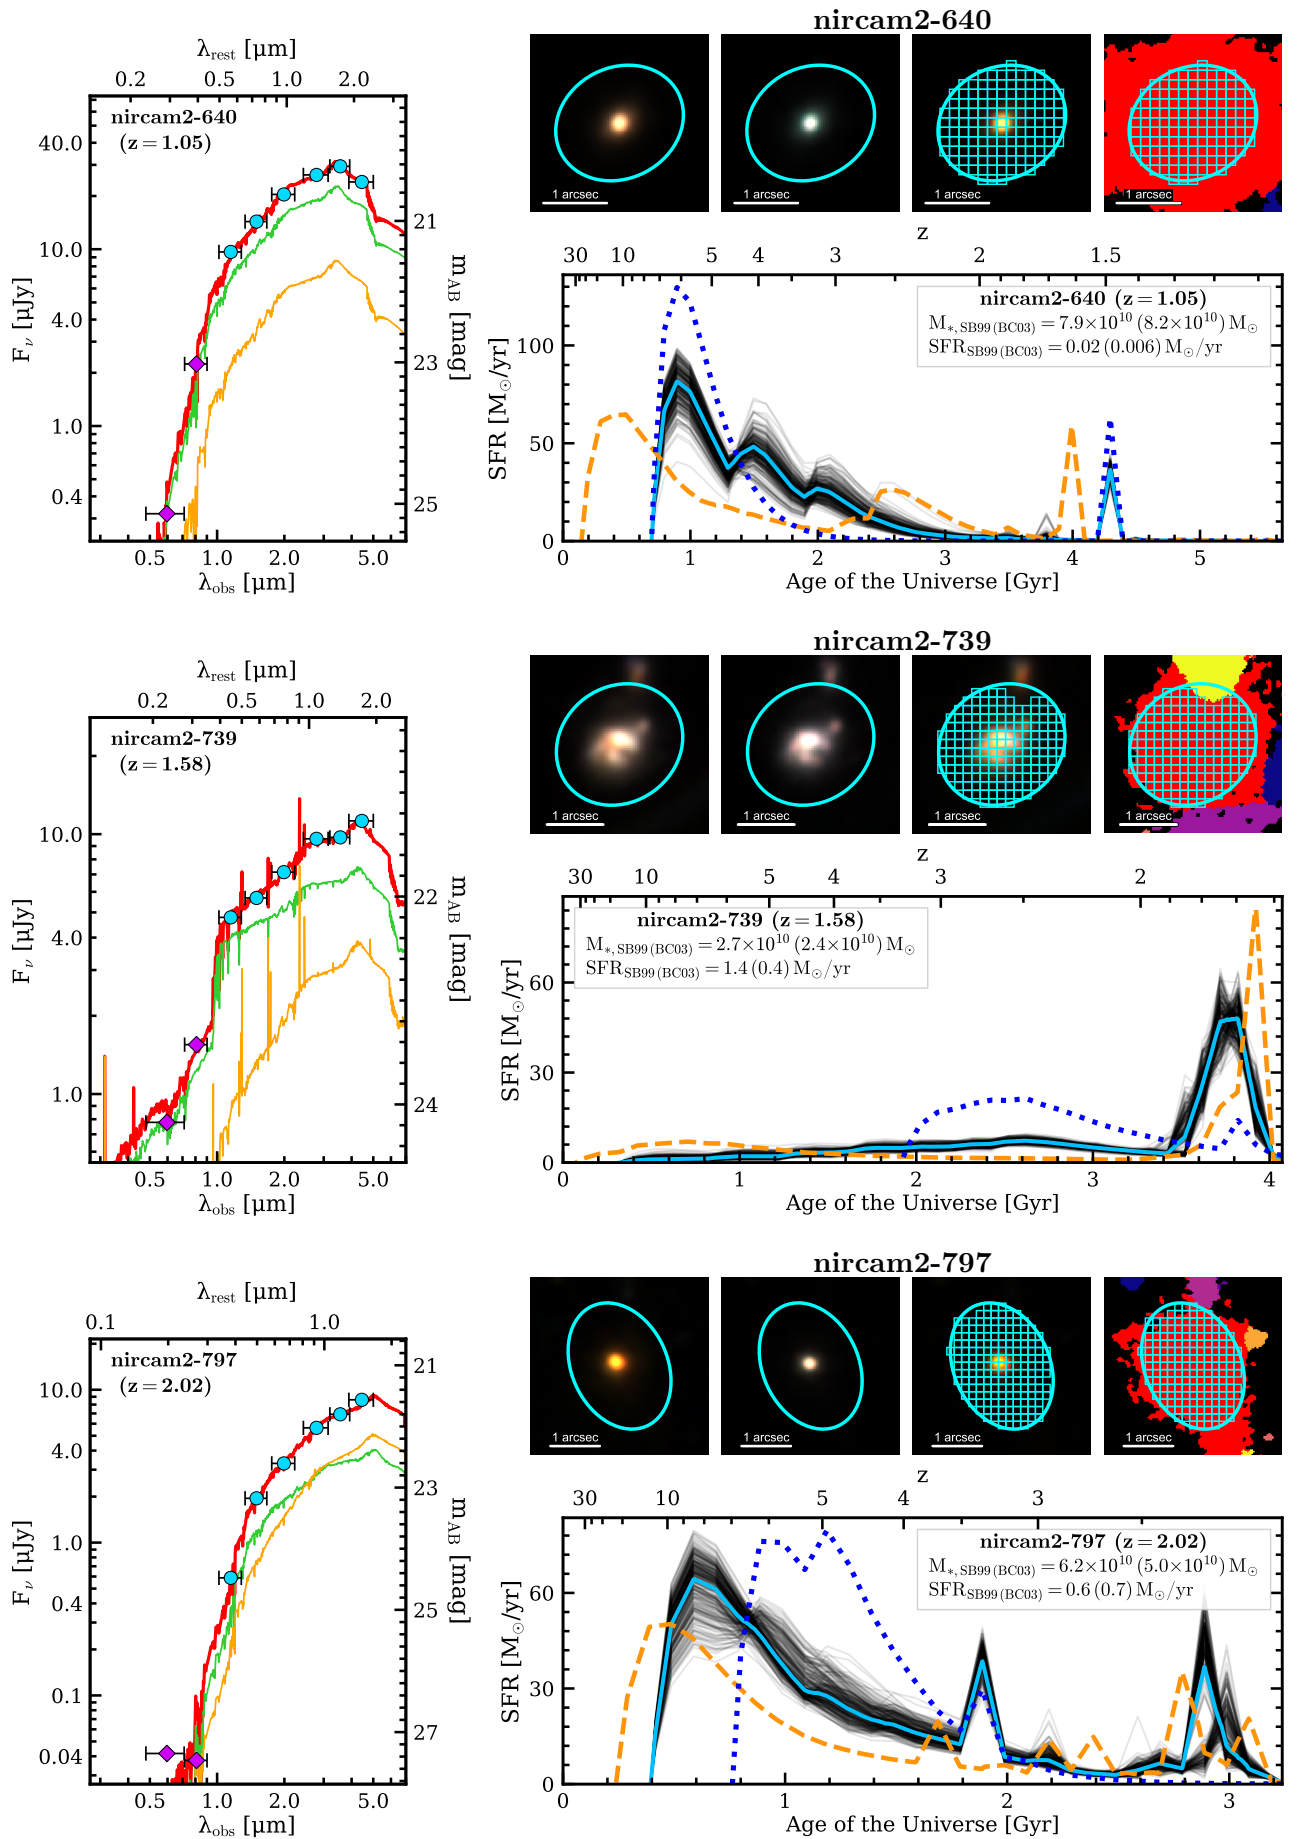 nircam2-640
λrest [μm]
0.2 0.5 1.0 2.0
nircam2-640
(z = 1.05)
40.0
20.0
10.0
4.0
2.0
1.0
0.4
Fν [μJy]
21
23
25
mAB [mag]
0.5 1.0 2.0 5.0
λobs [μm]
1 arcsec
1 arcsec
1 arcsec
1 arcsec
z
30 10 5 4 3 2 1.5
nircam2-640 (z = 1.05)
M*, SB99 (BC03) = 7.9×10^10 (8.2×10^10) M⊙
SFRSB99 (BC03) = 0.02 (0.006) M⊙/yr
SFR [M⊙/yr]
100
50
0
0 1 2 3 4 5
Age of the Universe [Gyr]
nircam2-739
λrest [μm]
0.2 0.5 1.0 2.0
nircam2-739
(z = 1.58)
10.0
4.0
1.0
Fν [μJy]
22
24
mAB [mag]
0.5 1.0 2.0 5.0
λobs [μm]
1 arcsec
1 arcsec
1 arcsec
1 arcsec
z
30 10 5 4 3 2
nircam2-739 (z = 1.58)
M*, SB99 (BC03) = 2.7×10^10 (2.4×10^10) M⊙
SFRSB99 (BC03) = 1.4 (0.4) M⊙/yr
SFR [M⊙/yr]
60
30
0
0 1 2 3 4
Age of the Universe [Gyr]
nircam2-797
λrest [μm]
0.1 1.0
nircam2-797
(z = 2.02)
10.0
4.0
1.0
0.4
0.1
0.04
Fν [μJy]
21
23
25
27
mAB [mag]
0.5 1.0 2.0 5.0
λobs [μm]
1 arcsec
1 arcsec
1 arcsec
1 arcsec
z
30 10 5 4 3
nircam2-797 (z = 2.02)
M*, SB99 (BC03) = 6.2×10^10 (5.0×10^10) M⊙
SFRSB99 (BC03) = 0.6 (0.7) M⊙/yr
SFR [M⊙/yr]
60
30
0
0 1 2 3
Age of the Universe [Gyr]